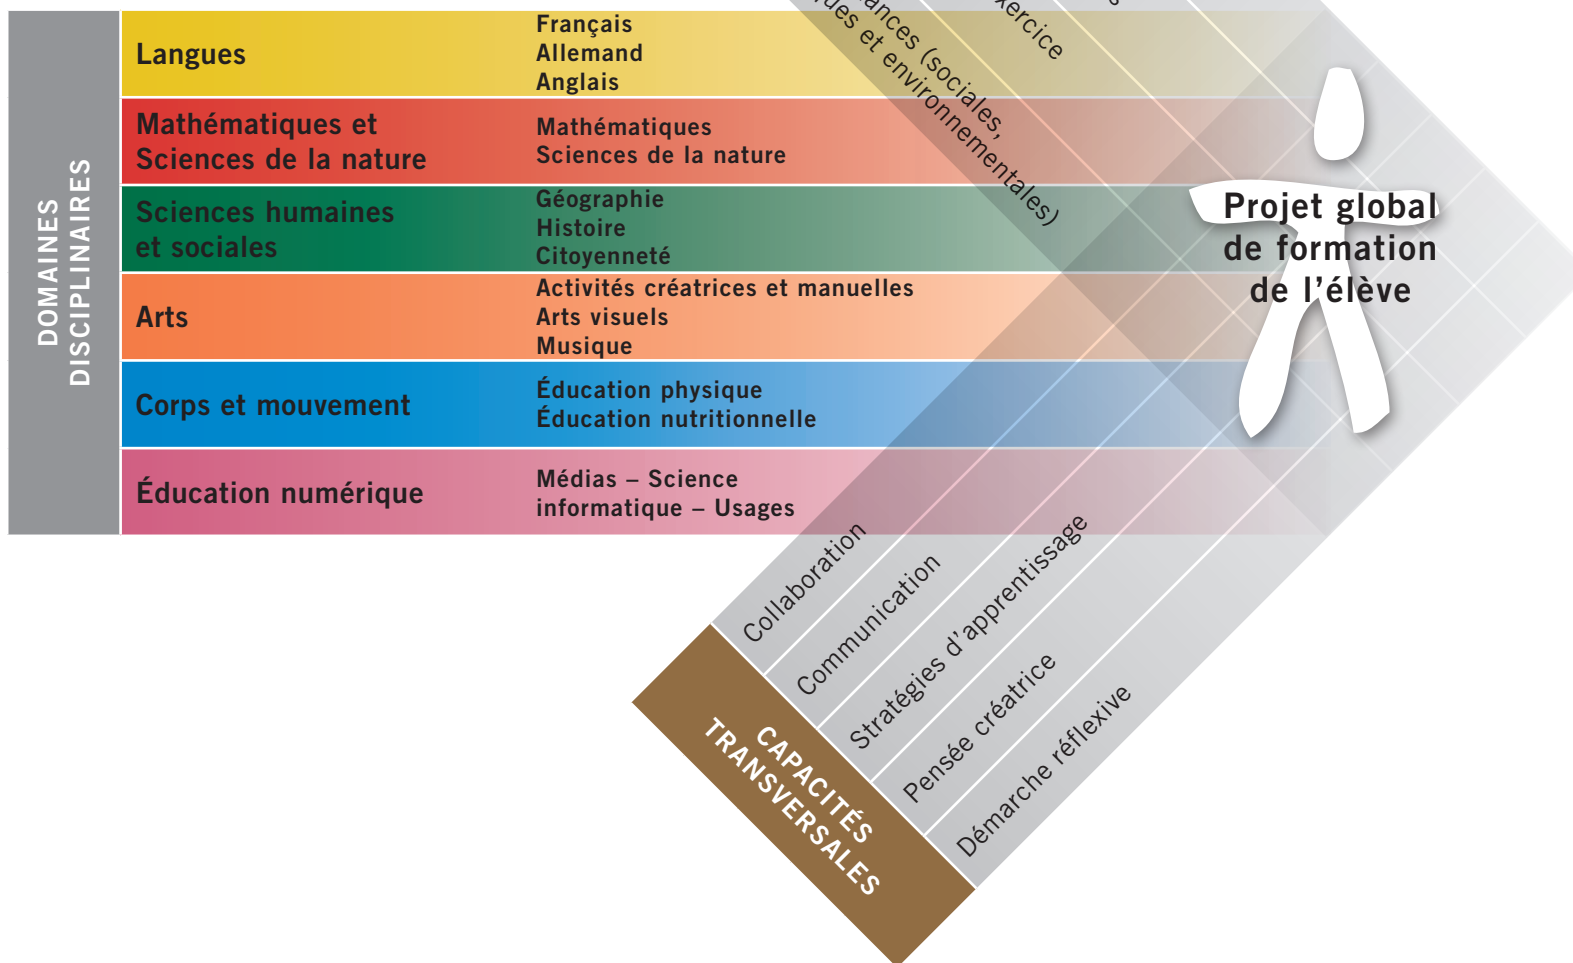 DOMAINES
DISCIPLINAIRES
Langues
Français
Allemand
Anglais
Mathématiques et
Sciences de la nature
Mathématiques
Sciences de la nature
Sciences humaines
et sociales
Géographie
Histoire
Citoyenneté
Arts
Activités créatrices et manuelles
Arts visuels
Musique
Corps et mouvement
Éducation physique
Éducation nutritionnelle
Éducation numérique
Médias – Science
informatique – Usages
(sociales,
et environnementales)
Projet global
de formation
de l'élève
CAPACITÉS
TRANSVERSALES
Collaboration
Communication
Stratégies d'apprentissage
Pensée créatrice
Démarche réflexive